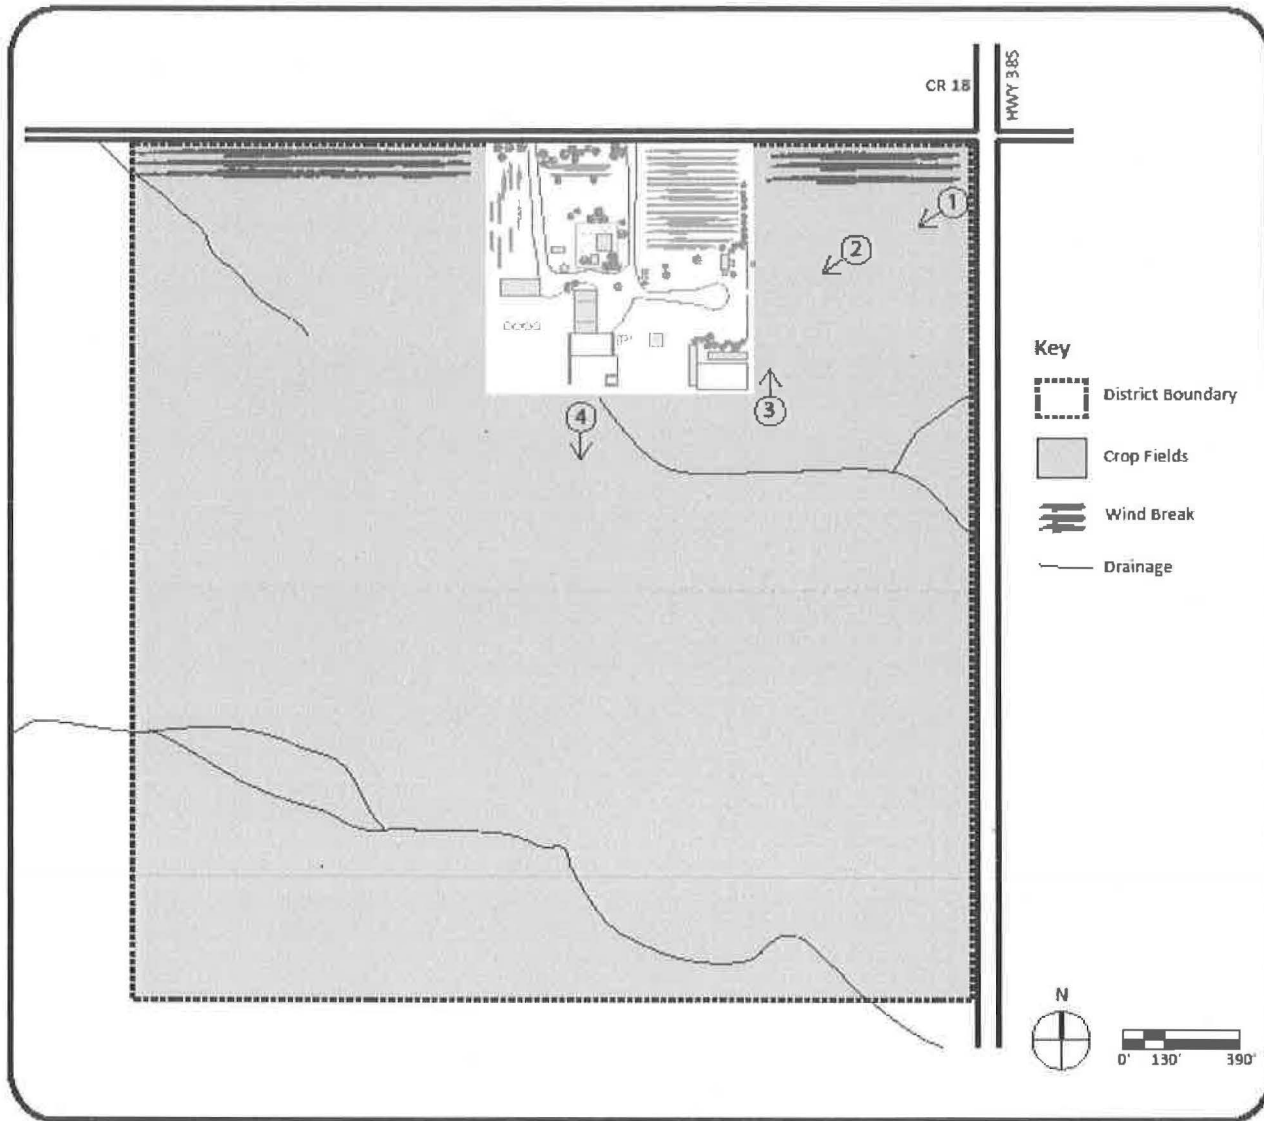 CR 18
HWY 385
1
2
3
4
Key
District Boundary
Crop Fields
Wind Break
Drainage
N
0' 130' 390'